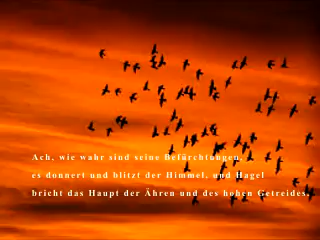 Ach, wie wahr sind seine Befürchtungen,
es donnert und blitzt der Himmel, und Hagel
bricht das Haupt der Ähren und des hohen Getreides.